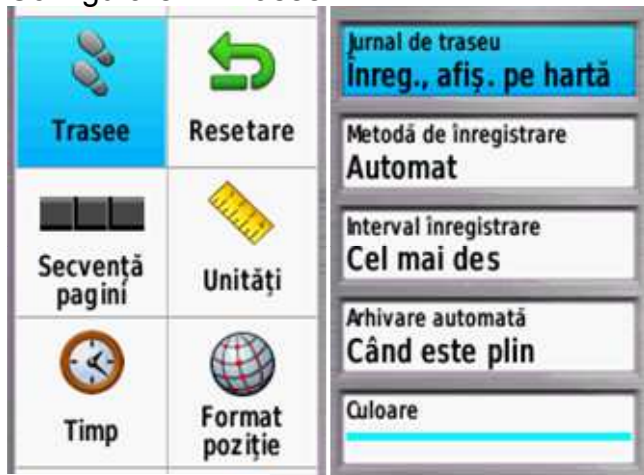 Trasee
Resetare
Secvență
pagini
Unități
Timp
Format
poziție
Jurnal de traseu
Înreg., afiș. pe hartă
Metodă de înregistrare
Automat
Interval înregistrare
Cel mai des
Arhivare automată
Când este plin
Culoare